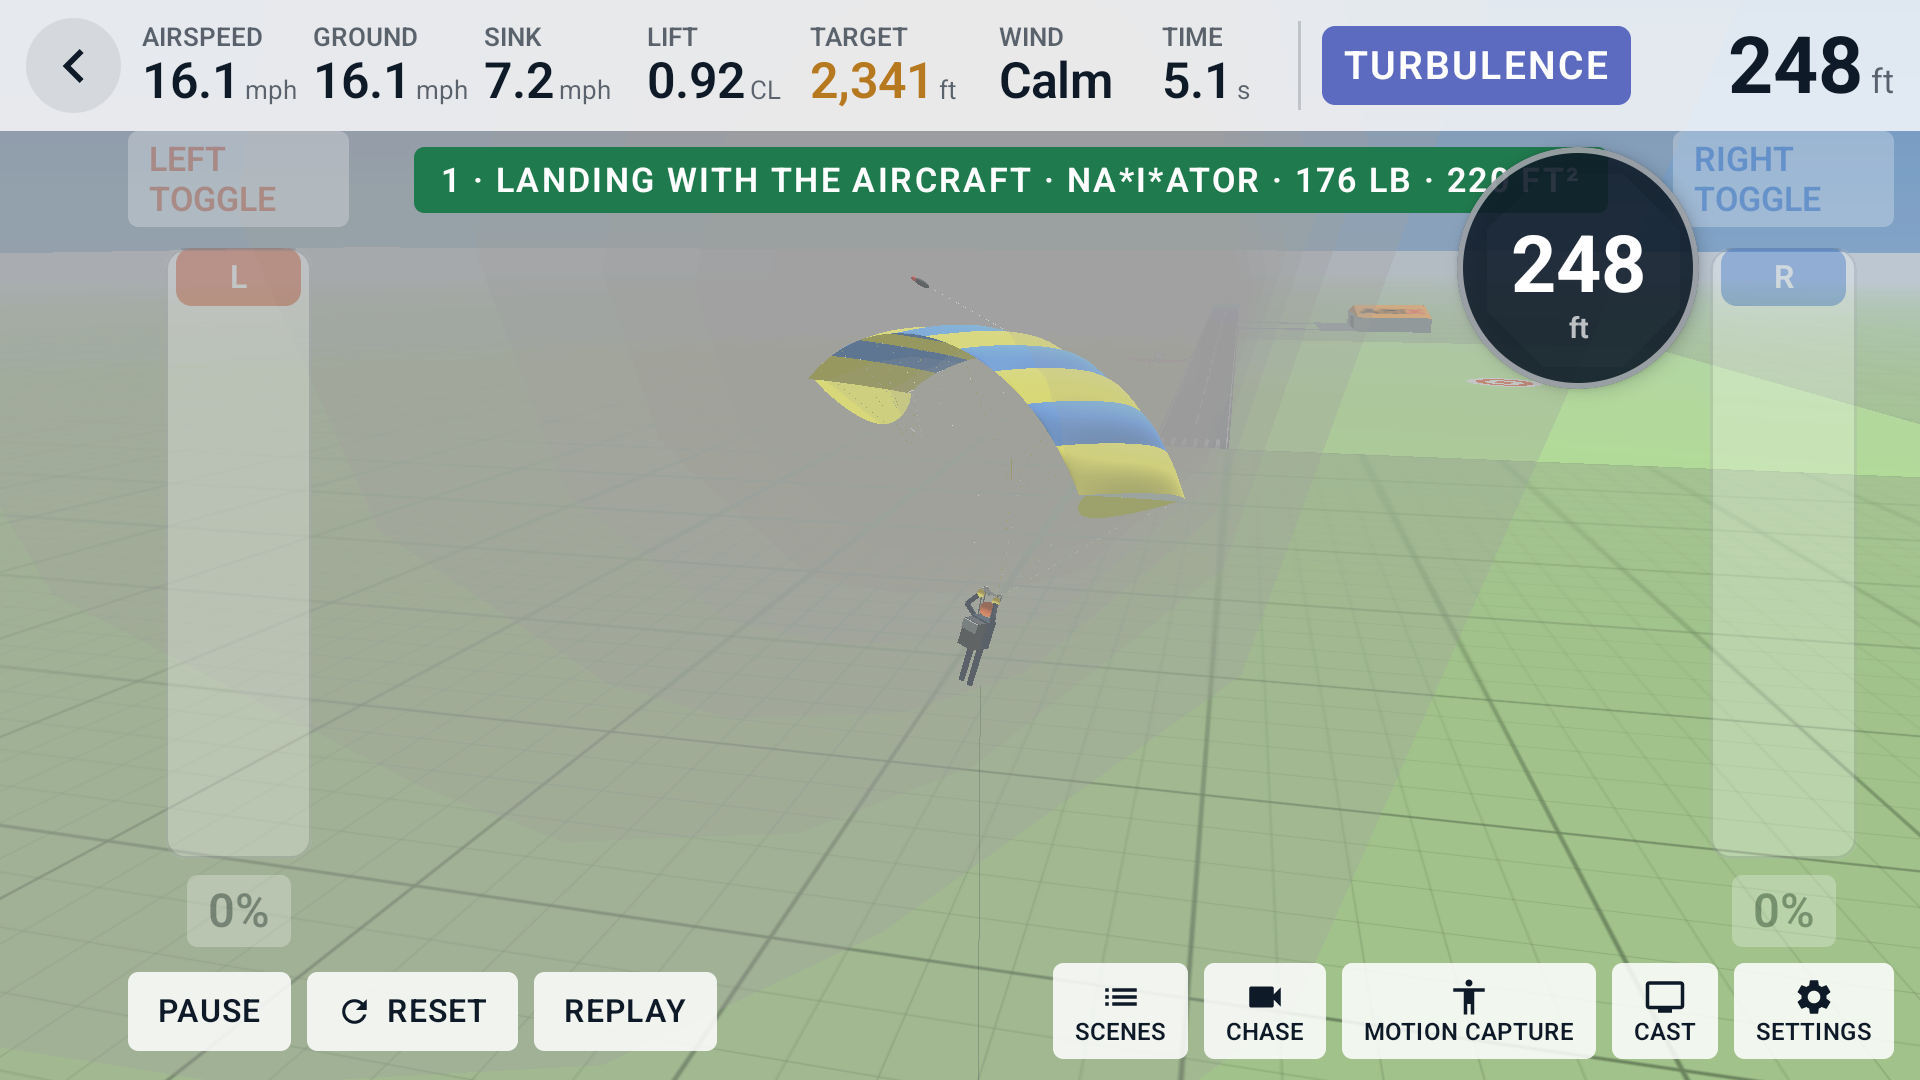 AIRSPEED
16.1 mph
GROUND
16.1 mph
SINK
7.2 mph
LIFT
0.92 CL
TARGET
2,341 ft
WIND
Calm
TIME
5.1 s
TURBULENCE
248 ft
LEFT
TOGGLE
1 · LANDING WITH THE AIRCRAFT · NA*I*ATOR · 176 LB · 220 FT²
RIGHT
TOGGLE
248
ft
L
R
0%
0%
PAUSE
RESET
REPLAY
SCENES
CHASE
MOTION CAPTURE
CAST
SETTINGS